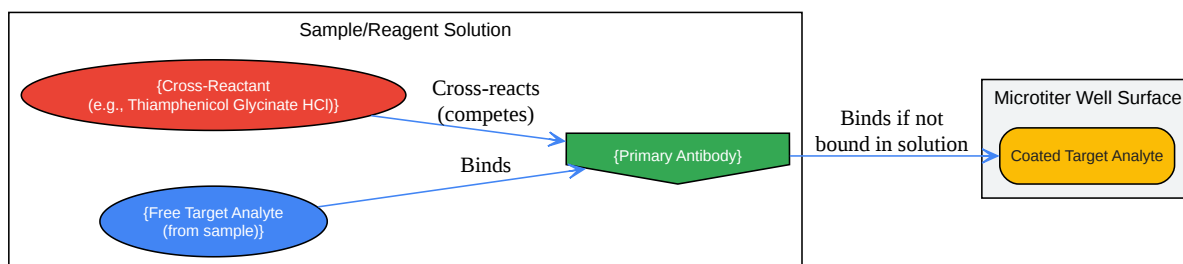 Sample/Reagent Solution
{Cross-Reactant
(e.g., Thiamphenicol Glycinate HCl)}
Cross-reacts
(competes)
{Primary Antibody}
Binds
{Free Target Analyte
(from sample)}
Binds if not
bound in solution
Microtiter Well Surface
Coated Target Analyte